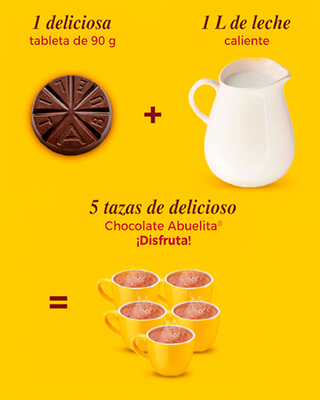 1 deliciosa
tableta de 90 g
1 L de leche
caliente
+
5 tazas de delicioso
Chocolate Abuelita®
¡Disfruta!
=